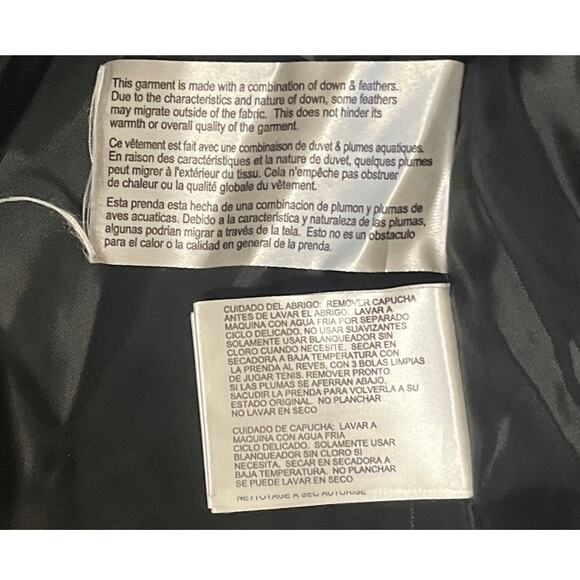 This garment is made with a combination of down & feathers.
Due to the characteristics and nature of down, some feathers
may migrate outside of the fabric. This does not hinder its
warmth or overall quality of the garment.
Ce vêtement est fait avec une combinaison de duvet & plumes aquatiques.
En raison des caractéristiques et la nature de duvet, quelques plumes
peut migrer à l'extérieur du tissu. Cela n'empêche pas obstruer
de chaleur ou la qualité globale du vêtement.
Esta prenda esta hecha de una combinacion de plumon y plumas de
aves acuaticas. Debido a la caracteristica y naturaleza de las plumas,
algunas podrian migrar a través de la tela. Esto no es un obstaculo
para el calor o la calidad en general de la prenda.
CUIDADO DEL ABRIGO: REMOVER CAPUCHA
ANTES DE LAVAR EL ABRIGO. LAVAR A
MAQUINA CON AGUA FRIA POR SEPARADO
CICLO DELICADO. NO USAR SUAVIZANTES
SOLAMENTE USAR BLANQUEADOR SIN
CLORO CUANDO NECESITE. SECAR EN
SECADORA A BAJA TEMPERATURA CON
LA PRENDA AL REVES, CON 3 BOLAS LIMPIAS
DE JUGAR TENIS. REMOVER PRONTO
SI LAS PLUMAS SE AFERRAN ABAJO,
SACUDIR LA PRENDA PARA VOLVERLA A SU
ESTADO ORIGINAL. NO PLANCHAR
NO LAVAR EN SECO
CUIDADO DE CAPUCHA: LAVAR A
MAQUINA CON AGUA FRIA
CICLO DELICADO. SOLAMENTE USAR
BLANQUEADOR SIN CLORO SI
NECESITA. SECAR EN SECADORA A
BAJA TEMPERATURA. NO PLANCHAR
SE PUEDE LAVAR EN SECO
NETTOYAGE A SEC AUTORISE